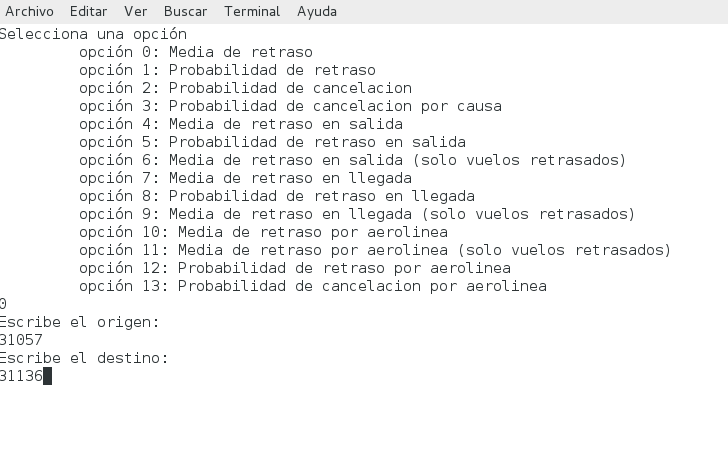 Archivo Editar Ver Buscar Terminal Ayuda
Selecciona una opción
opción 0: Media de retraso
opción 1: Probabilidad de retraso
opción 2: Probabilidad de cancelacion
opción 3: Probabilidad de cancelacion por causa
opción 4: Media de retraso en salida
opción 5: Probabilidad de retraso en salida
opción 6: Media de retraso en salida (solo vuelos retrasados)
opción 7: Media de retraso en llegada
opción 8: Probabilidad de retraso en llegada
opción 9: Media de retraso en llegada (solo vuelos retrasados)
opción 10: Media de retraso por aerolinea
opción 11: Media de retraso por aerolinea (solo vuelos retrasados)
opción 12: Probabilidad de retraso por aerolinea
opción 13: Probabilidad de cancelacion por aerolinea
0
Escribe el origen:
31057
Escribe el destino:
31136